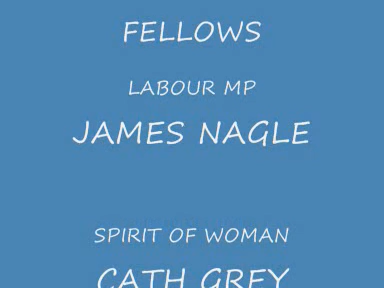 FELLOWS
LABOUR MP
JAMES NAGLE
SPIRIT OF WOMAN
CATH GREY